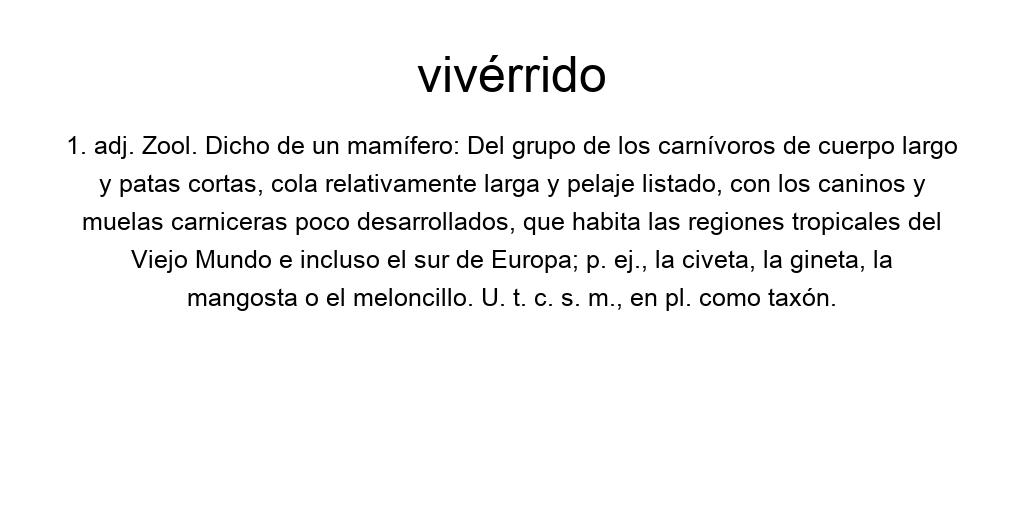 vivérrido
1. adj. Zool. Dicho de un mamífero: Del grupo de los carnívoros de cuerpo largo
y patas cortas, cola relativamente larga y pelaje listado, con los caninos y
muelas carniceras poco desarrollados, que habita las regiones tropicales del
Viejo Mundo e incluso el sur de Europa; p. ej., la civeta, la gineta, la
mangosta o el meloncillo. U. t. c. s. m., en pl. como taxón.